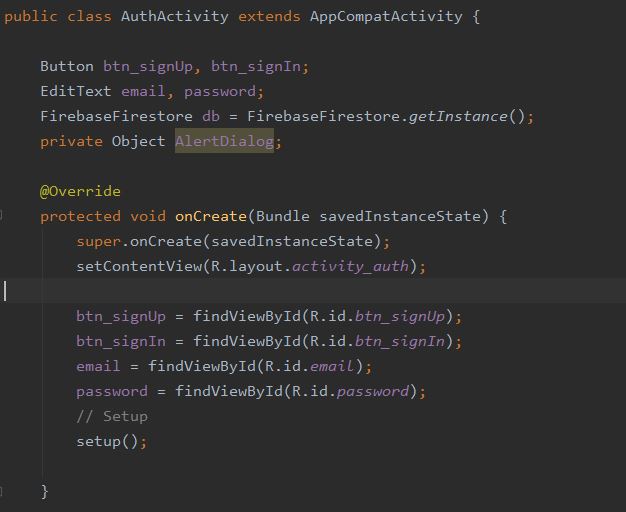 public class AuthActivity extends AppCompatActivity {
Button btn_signUp, btn_signIn;
EditText email, password;
FirebaseFirestore db = FirebaseFirestore.getInstance();
private Object AlertDialog;
@Override
protected void onCreate(Bundle savedInstanceState) {
super.onCreate(savedInstanceState);
setContentView(R.layout.activity_auth);
btn_signUp = findViewById(R.id.btn_signUp);
btn_signIn = findViewById(R.id.btn_signIn);
email = findViewById(R.id.email);
password = findViewById(R.id.password);
// Setup
setup();
}